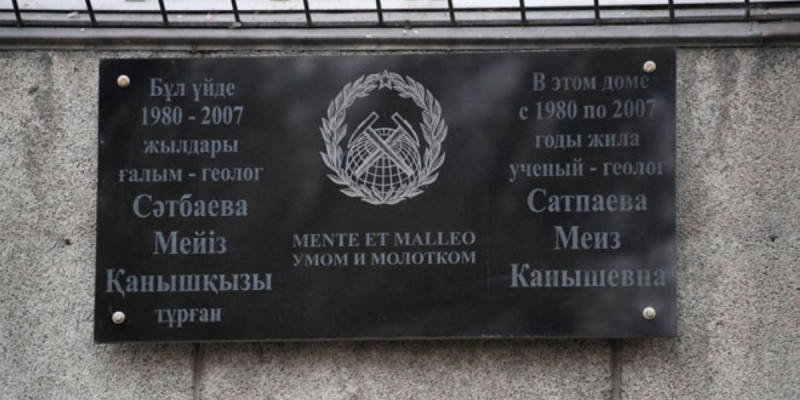 Бұл үйде
1980 - 2007
жылдары
ғалым - геолог
Сәтбаева
Мейіз
Қанышқызы
тұрған
MENTE ET MALLEO
УМОМ И МОЛОТКОМ
В этом доме
с 1980 по 2007
годы жила
ученый - геолог
Сатпаева
Меиз
Канышевна